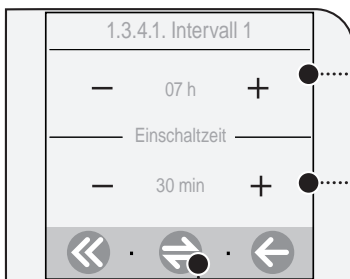 1.3.4.1. Intervall 1
− 07 h +
Einschaltzeit
− 30 min +